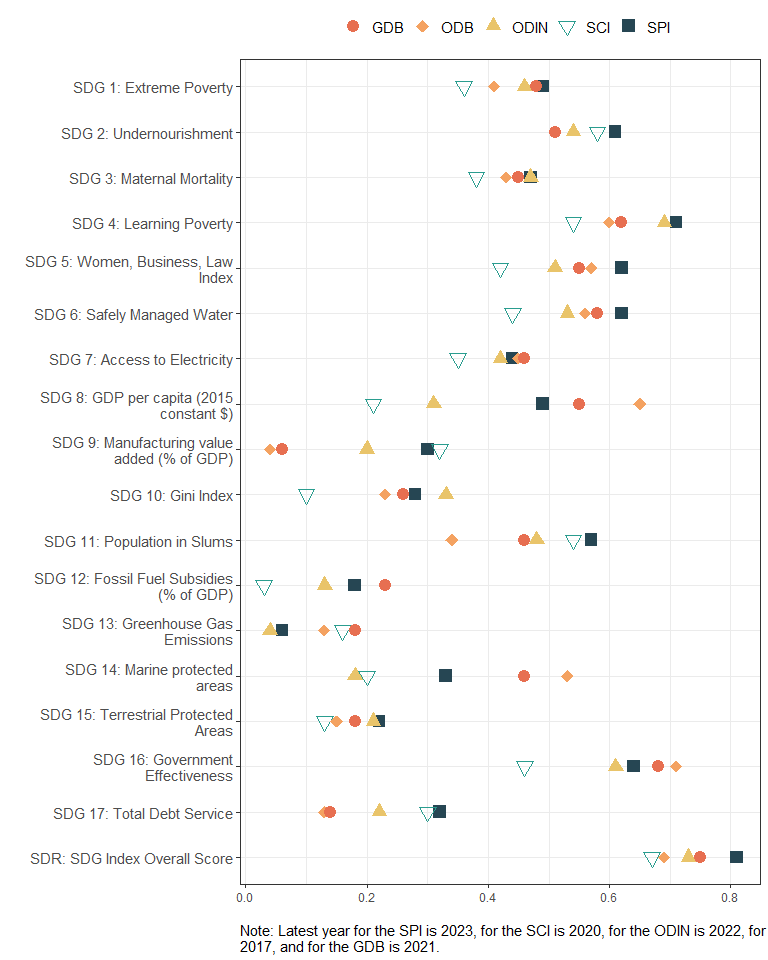 GDB ODB ODIN SCI SPI
SDG 1: Extreme Poverty
SDG 2: Undernourishment
SDG 3: Maternal Mortality
SDG 4: Learning Poverty
SDG 5: Women, Business, Law
Index
SDG 6: Safely Managed Water
SDG 7: Access to Electricity
SDG 8: GDP per capita (2015
constant $)
SDG 9: Manufacturing value
added (% of GDP)
SDG 10: Gini Index
SDG 11: Population in Slums
SDG 12: Fossil Fuel Subsidies
(% of GDP)
SDG 13: Greenhouse Gas
Emissions
SDG 14: Marine protected
areas
SDG 15: Terrestrial Protected
Areas
SDG 16: Government
Effectiveness
SDG 17: Total Debt Service
SDR: SDG Index Overall Score
0.0 0.2 0.4 0.6 0.8
Note: Latest year for the SPI is 2023, for the SCI is 2020, for the ODIN is 2022, for
2017, and for the GDB is 2021.